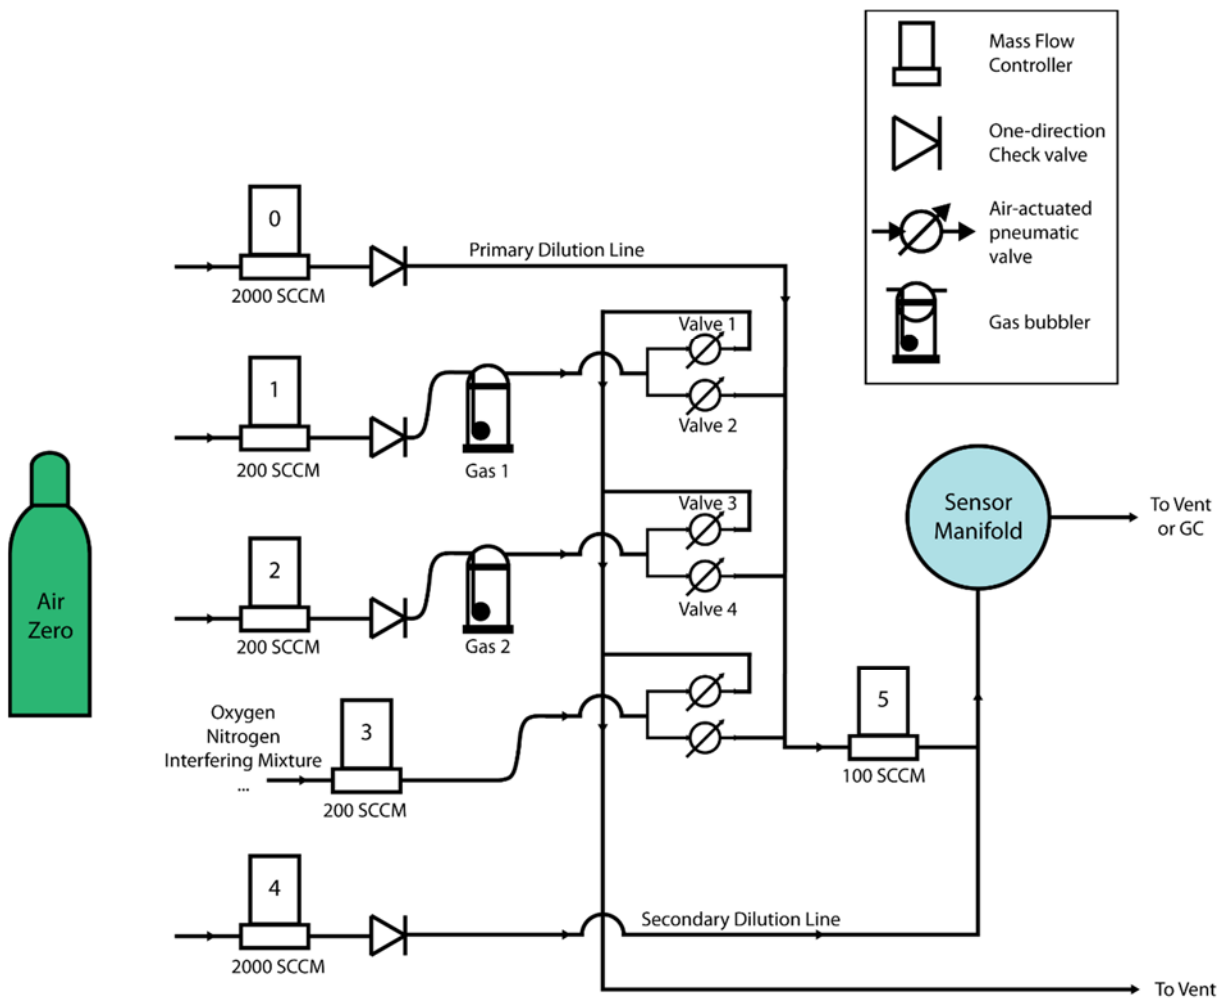 Mass Flow
Controller
One-direction
Check valve
Air-actuated
pneumatic
valve
Gas bubbler
0
2000 SCCM
Primary Dilution Line
1
200 SCCM
Gas 1
Valve 1
Valve 2
2
200 SCCM
Gas 2
Valve 3
Valve 4
Air
Zero
Sensor
Manifold
To Vent
or GC
Oxygen
Nitrogen
Interfering Mixture
...
3
200 SCCM
5
100 SCCM
4
2000 SCCM
Secondary Dilution Line
To Vent